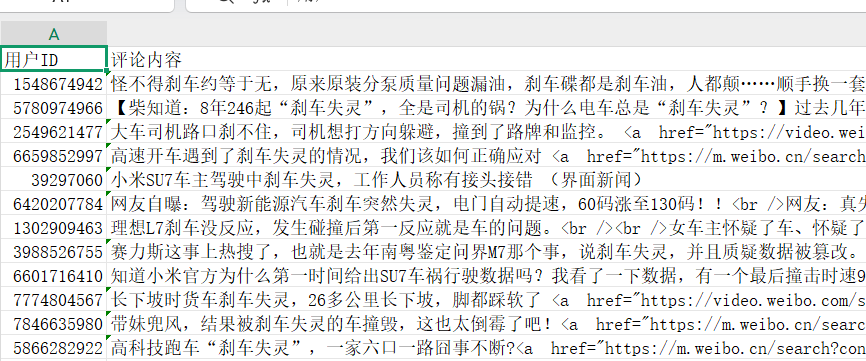 A
用户ID 评论内容
1548674942 怪不得刹车约等于无，原来原装分泵质量问题漏油，刹车碟都是刹车油，人都颠……顺手换一套
5780974966 【柴知道：8年246起“刹车失灵”，全是司机的锅？为什么电车总是“刹车失灵”？】过去几年
2549621477 大车司机路口刹不住，司机想打方向躲避，撞到了路牌和监控。 <a  href="https://video.wei
6659852997 高速开车遇到了刹车失灵的情况，我们该如何正确应对 <a  href="https://m.weibo.cn/search
39297060 小米SU7车主驾驶中刹车失灵，工作人员称有接头接错 （界面新闻）
6420207784 网友自曝：驾驶新能源汽车刹车突然失灵，电门自动提速，60码涨至130码！！<br />网友：真失
1302909463 理想L7刹车没反应，发生碰撞后第一反应就是车的问题。<br /><br />女车主怀疑了车、怀疑了
3988526755 赛力斯这事上热搜了，也就是去年南粤鉴定问界M7那个事，说刹车失灵，并且质疑数据被篡改。
6601716410 知道小米官方为什么第一时间给出SU7车祸行驶数据吗？我看了一下数据，有一个最后撞击时速9
7774804567 长下坡时货车刹车失灵，26多公里长下坡，脚都踩软了 <a  href="https://video.weibo.com/s
7846635980 带妹兜风，结果被刹车失灵的车撞毁，这也太倒霉了吧！<a  href="https://m.weibo.cn/sear
5866282922 高科技跑车“刹车失灵”，一家六口一路囧事不断?<a  href="https://m.weibo.cn/search?con